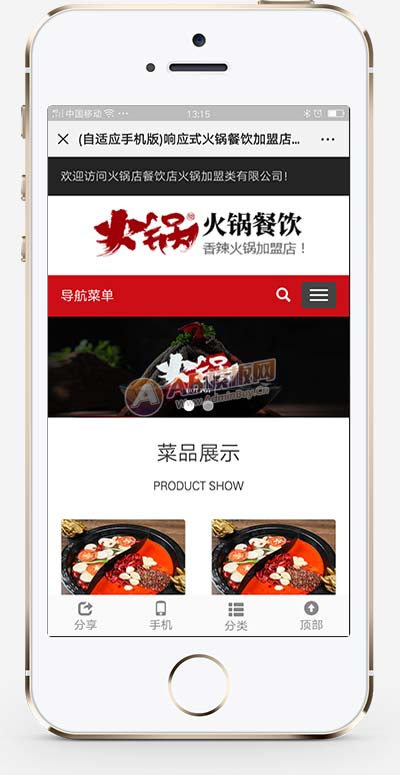 中国移动
13:15
(自适应手机版)响应式火锅餐饮加盟店...
欢迎访问火锅店餐饮店火锅加盟类有限公司!
火锅
火锅餐饮
香辣火锅加盟店！
导航菜单
火锅
AB模板网
www.AdminBuy.Cn
菜品展示
PRODUCT SHOW
分享
手机
分类
顶部